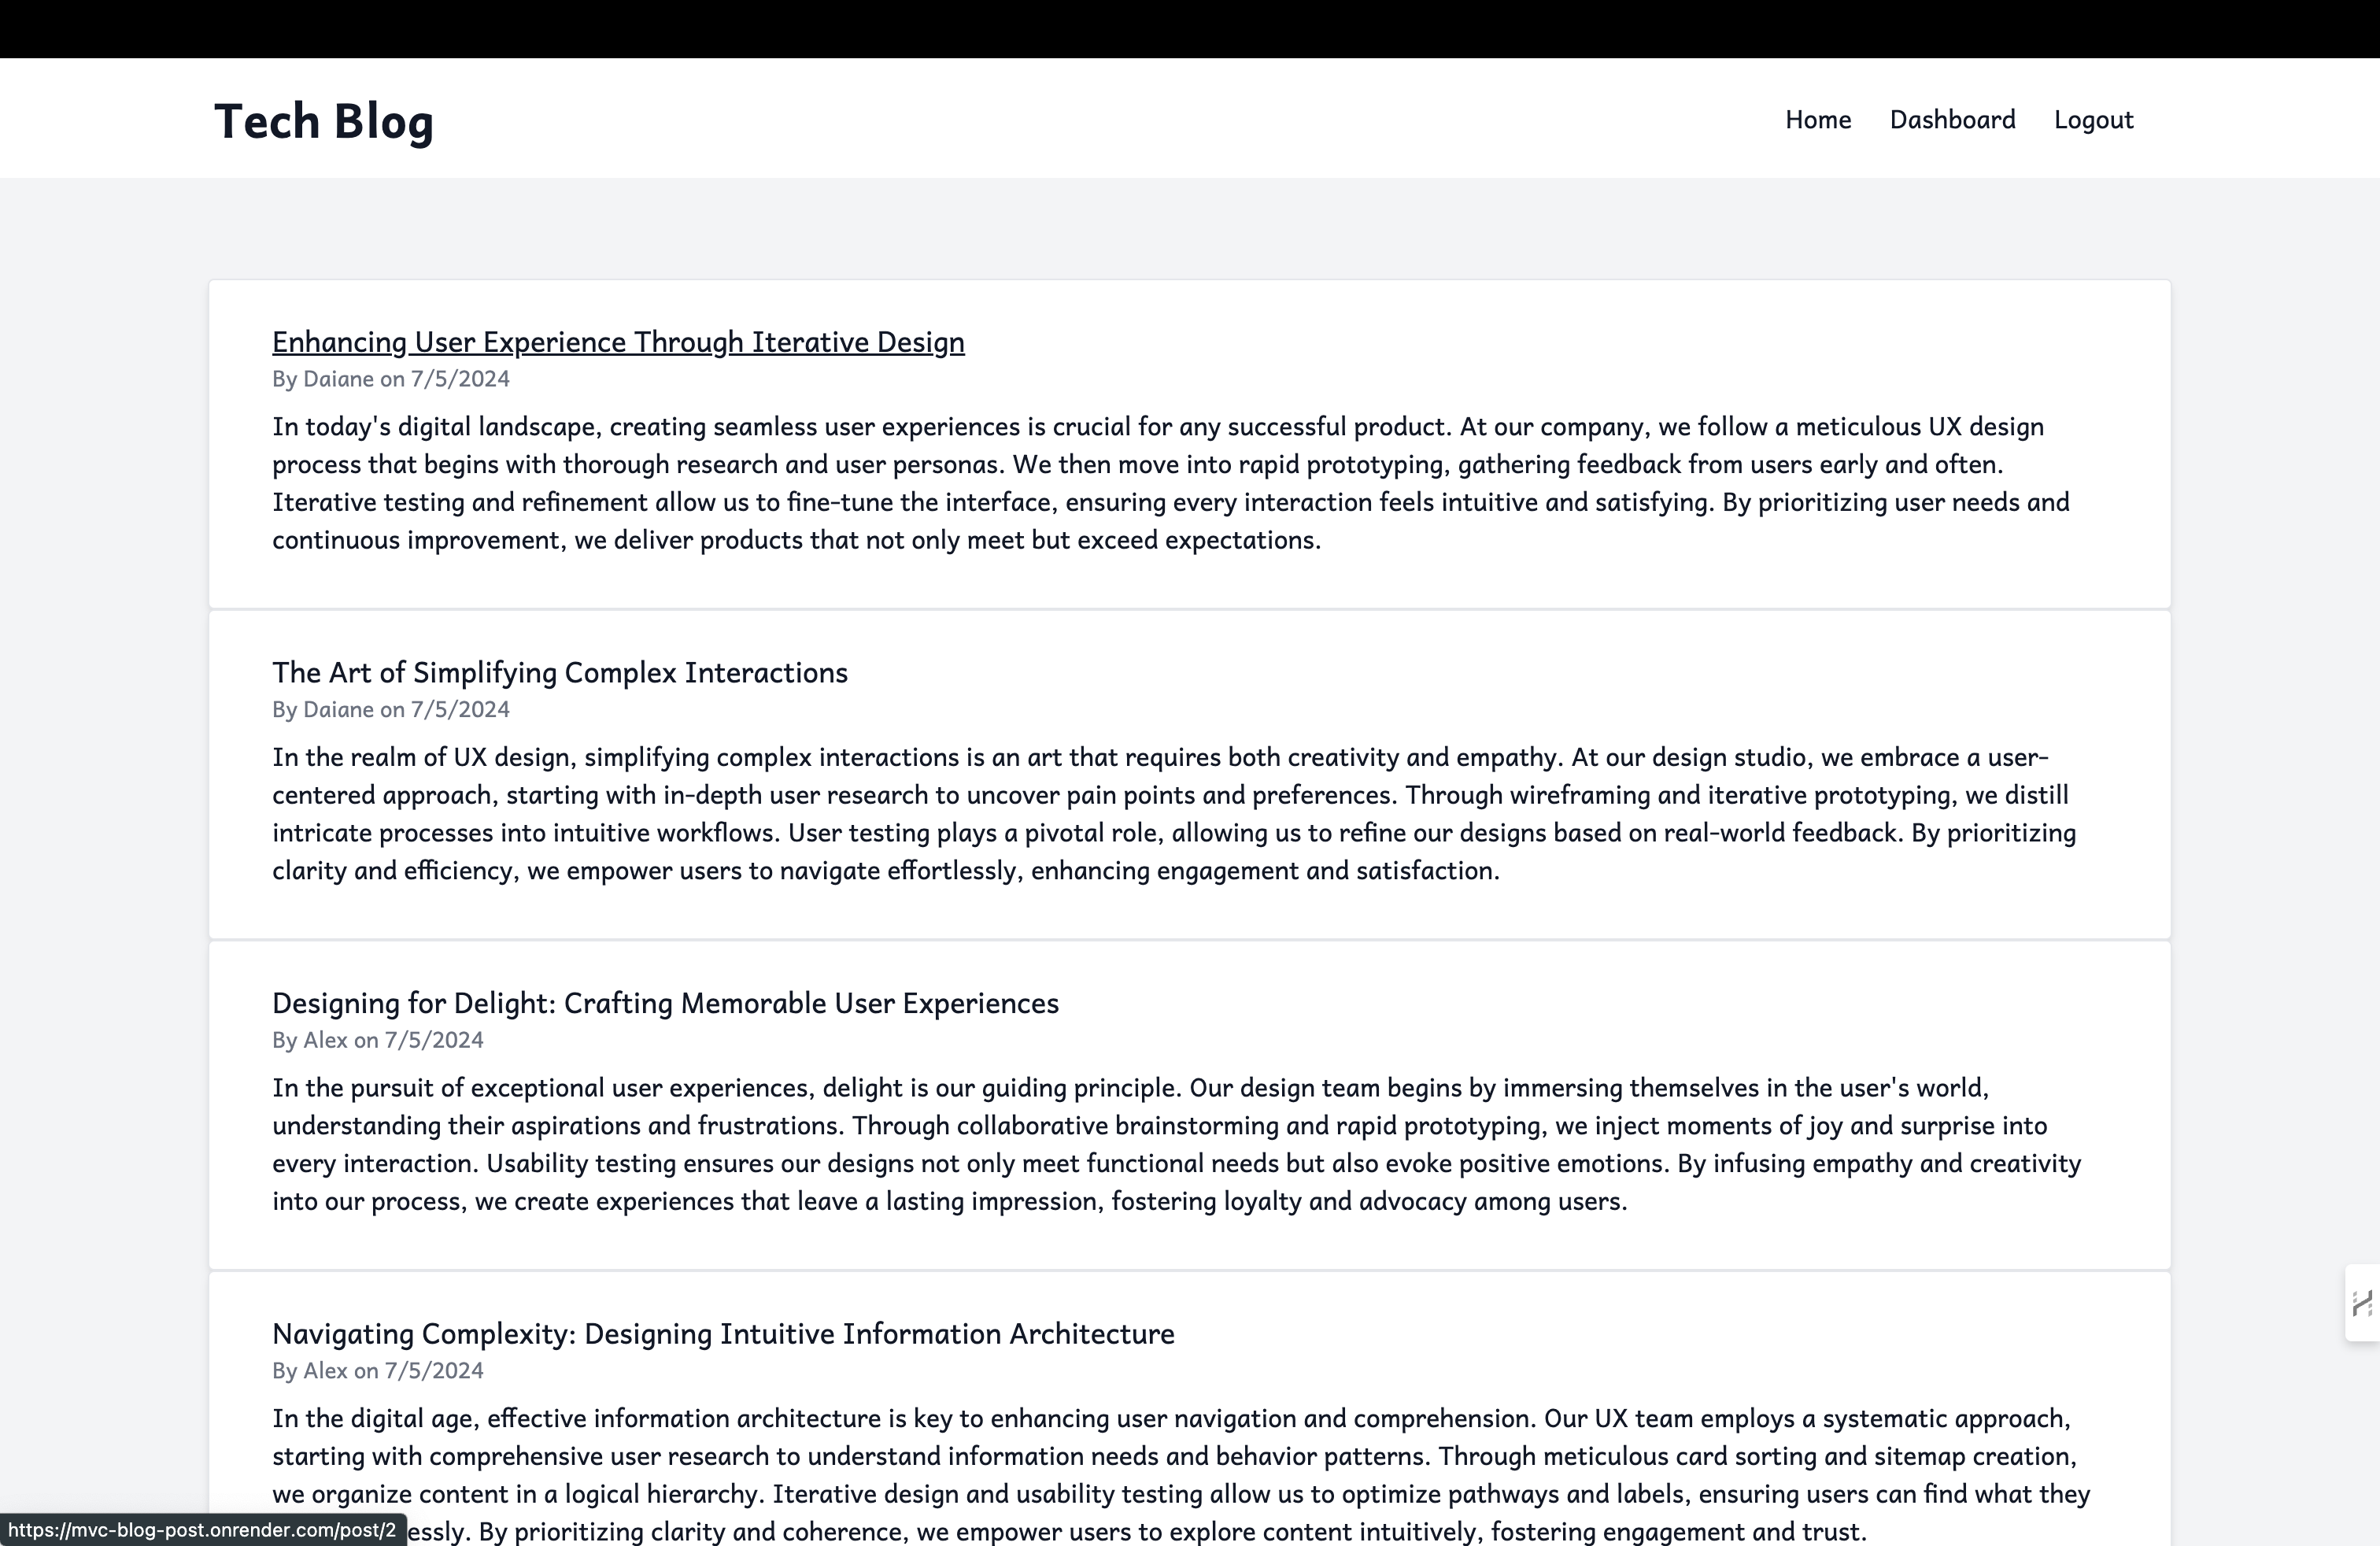 Tech Blog
Home Dashboard Logout
Enhancing User Experience Through Iterative Design
By Daiane on 7/5/2024
In today's digital landscape, creating seamless user experiences is crucial for any successful product. At our company, we follow a meticulous UX design
process that begins with thorough research and user personas. We then move into rapid prototyping, gathering feedback from users early and often.
Iterative testing and refinement allow us to fine-tune the interface, ensuring every interaction feels intuitive and satisfying. By prioritizing user needs and
continuous improvement, we deliver products that not only meet but exceed expectations.
The Art of Simplifying Complex Interactions
By Daiane on 7/5/2024
In the realm of UX design, simplifying complex interactions is an art that requires both creativity and empathy. At our design studio, we embrace a user-
centered approach, starting with in-depth user research to uncover pain points and preferences. Through wireframing and iterative prototyping, we distill
intricate processes into intuitive workflows. User testing plays a pivotal role, allowing us to refine our designs based on real-world feedback. By prioritizing
clarity and efficiency, we empower users to navigate effortlessly, enhancing engagement and satisfaction.
Designing for Delight: Crafting Memorable User Experiences
By Alex on 7/5/2024
In the pursuit of exceptional user experiences, delight is our guiding principle. Our design team begins by immersing themselves in the user's world,
understanding their aspirations and frustrations. Through collaborative brainstorming and rapid prototyping, we inject moments of joy and surprise into
every interaction. Usability testing ensures our designs not only meet functional needs but also evoke positive emotions. By infusing empathy and creativity
into our process, we create experiences that leave a lasting impression, fostering loyalty and advocacy among users.
Navigating Complexity: Designing Intuitive Information Architecture
By Alex on 7/5/2024
In the digital age, effective information architecture is key to enhancing user navigation and comprehension. Our UX team employs a systematic approach,
starting with comprehensive user research to understand information needs and behavior patterns. Through meticulous card sorting and sitemap creation,
we organize content in a logical hierarchy. Iterative design and usability testing allow us to optimize pathways and labels, ensuring users can find what they
essly. By prioritizing clarity and coherence, we empower users to explore content intuitively, fostering engagement and trust.
https://mvc-blog-post.onrender.com/post/2